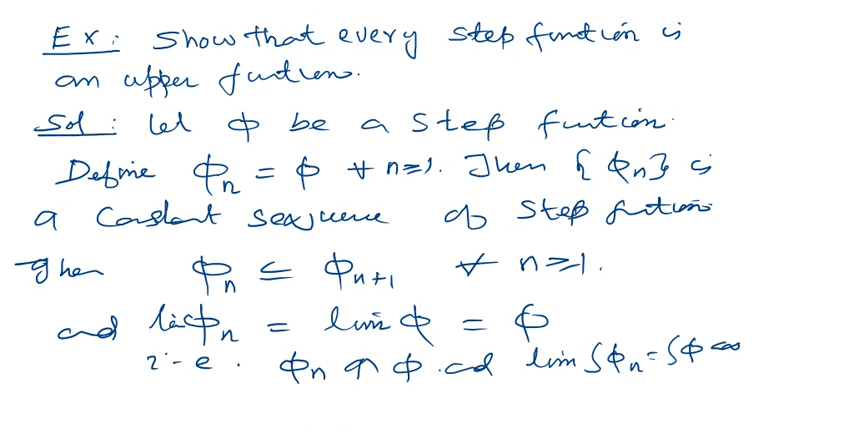 Ex: Show that every step function is
an upper function.
Sol: Let ϕ be a step function.
Define ϕn = ϕ ∀ n≥1. Then {ϕn} is
a constant sequence of step functions
Then ϕn ≤ ϕn+1 ∀ n≥1.
and lim ϕn = lim ϕ = ϕ
i.e. ϕn ↑ ϕ and lim ∫ϕn = ∫ϕ <∞